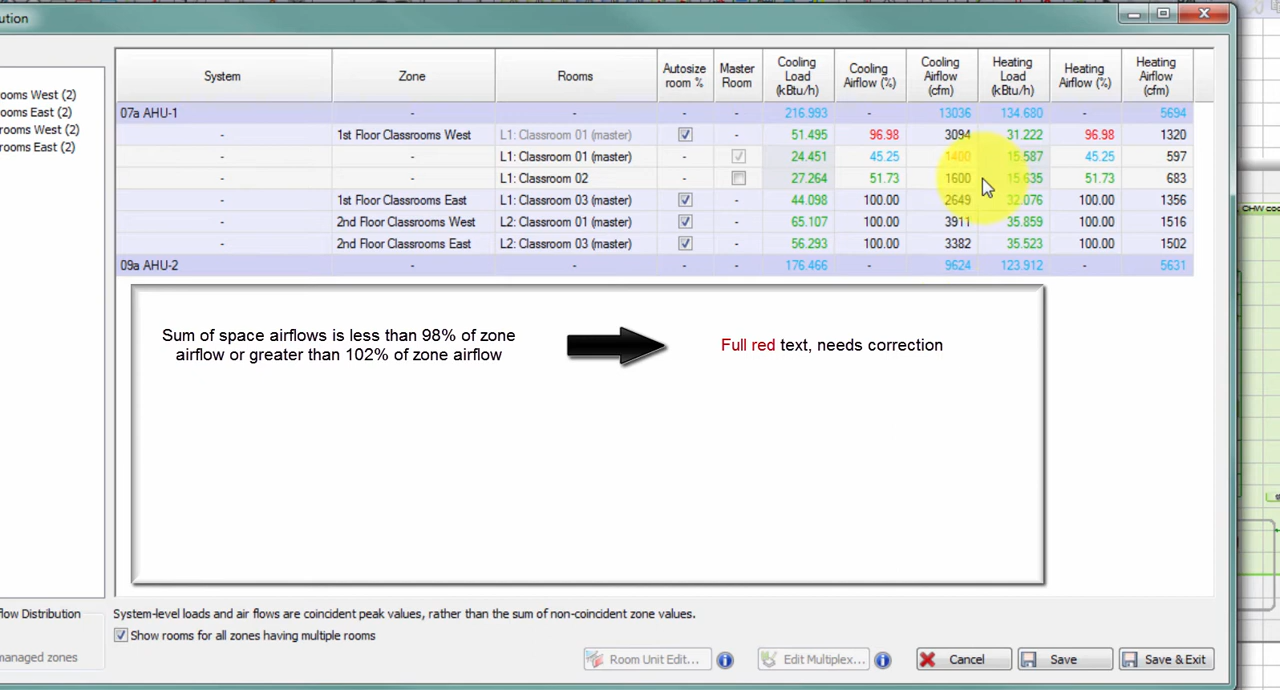 ution
System Zone Rooms Autosize room % Master Room Cooling Load (kBtu/h) Cooling Airflow (%) Cooling Airflow (cfm) Heating Load (kBtu/h) Heating Airflow (%) Heating Airflow (cfm)
ooms West (2)
ooms East (2)
rooms West (2)
rooms East (2)
07a AHU-1 - - - - 216.993 - 13036 134.680 - 5694
- 1st Floor Classrooms West L1: Classroom 01 (master) - 51.495 96.98 3094 31.222 96.98 1320
- - L1: Classroom 01 (master) - 24.451 45.25 1400 15.587 45.25 597
- - L1: Classroom 02 - 27.264 51.73 1600 15.635 51.73 683
- 1st Floor Classrooms East L1: Classroom 03 (master) - 44.098 100.00 2649 32.076 100.00 1356
- 2nd Floor Classrooms West L2: Classroom 01 (master) - 65.107 100.00 3911 35.859 100.00 1516
- 2nd Floor Classrooms East L2: Classroom 03 (master) - 56.293 100.00 3382 35.523 100.00 1502
09a AHU-2 - - - - 176.466 - 9624 123.912 - 5631
CHW coo
Sum of space airflows is less than 98% of zone
airflow or greater than 102% of zone airflow
Full red text, needs correction
flow Distribution
System-level loads and air flows are coincident peak values, rather than the sum of non-coincident zone values.
Show rooms for all zones having multiple rooms
managed zones
Room Unit Edit... Edit Multiplex... Cancel Save Save & Exit